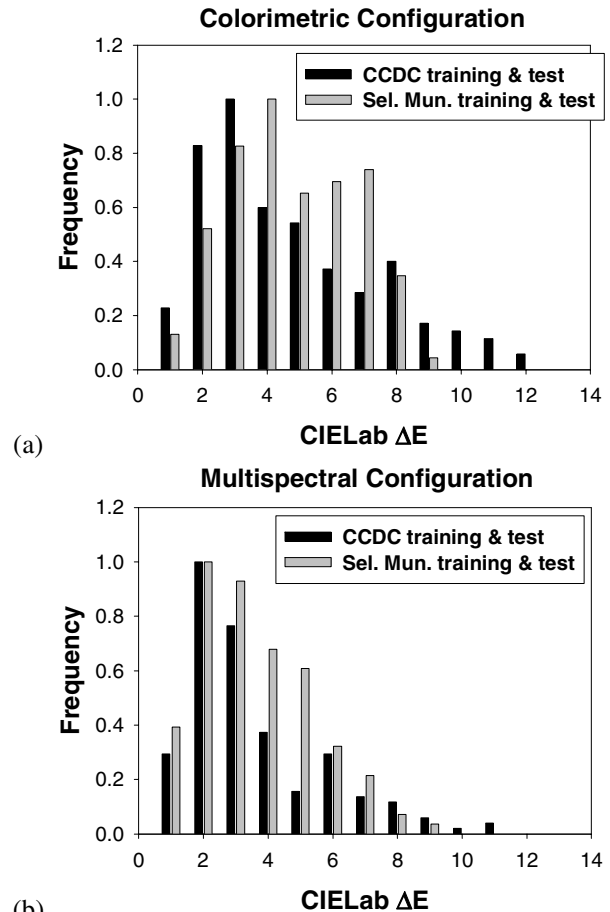 Colorimetric Configuration
1.2
1.0
0.8
0.6
0.4
0.2
0.0
Frequency
CCDC training & test
Sel. Mun. training & test
0 2 4 6 8 10 12 14
CIELab ΔE
(a)
Multispectral Configuration
1.2
1.0
0.8
0.6
0.4
0.2
0.0
Frequency
CCDC training & test
Sel. Mun. training & test
0 2 4 6 8 10 12 14
CIELab ΔE
(b)